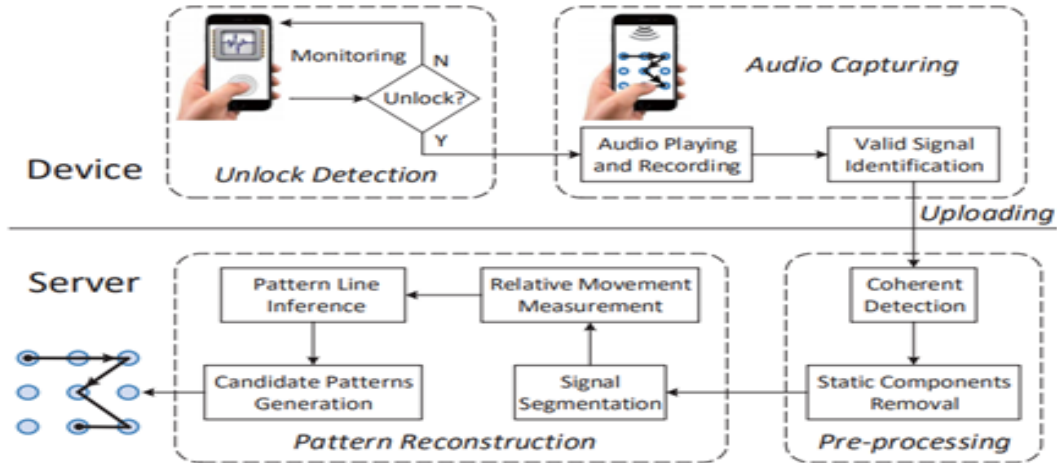 Monitoring
N
Unlock?
Y
Unlock Detection
Audio Capturing
Audio Playing
and Recording
Valid Signal
Identification
Device
Uploading
Server
Pattern Line
Inference
Relative Movement
Measurement
Coherent
Detection
Candidate Patterns
Generation
Signal
Segmentation
Static Components
Removal
Pattern Reconstruction
Pre-processing